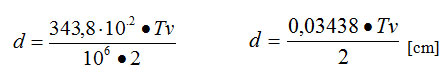 d = 343,8·10⁻² • Tv / 10⁶ • 2    d = 0,03438 • Tv / 2 [cm]